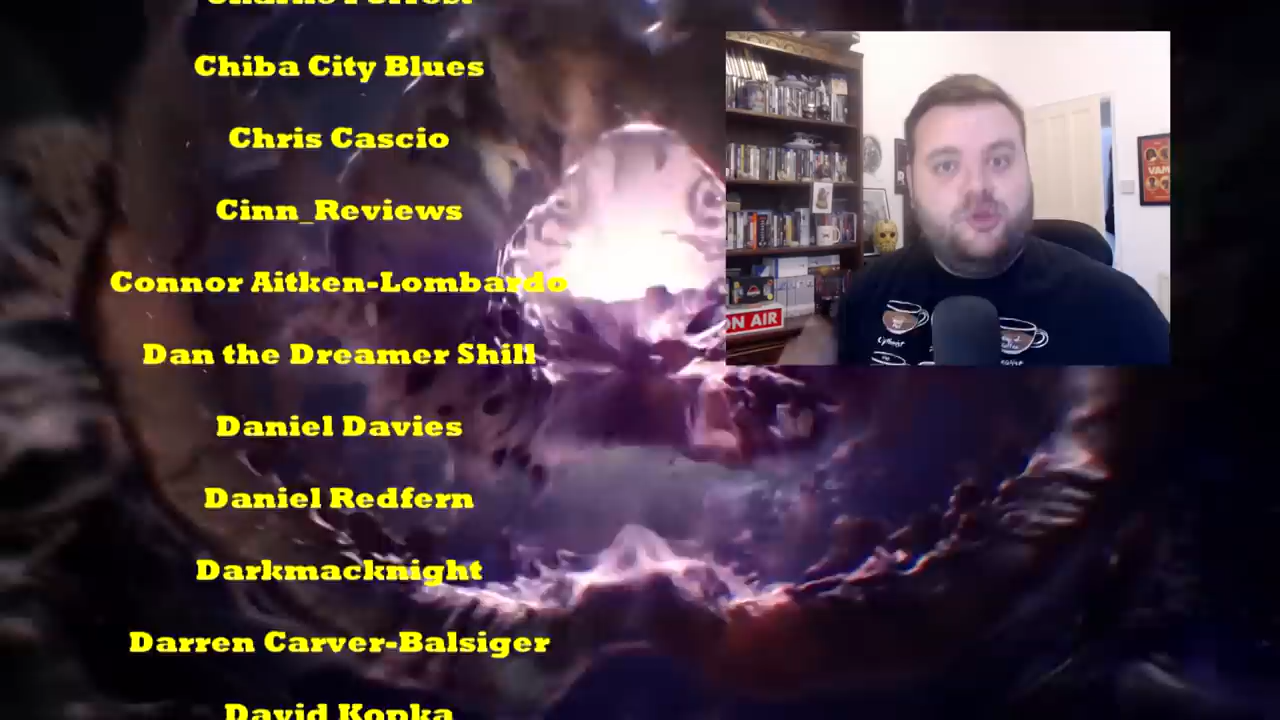 Chiba City Blues
Chris Cascio
Cinn_Reviews
Connor Aitken-Lombardo
Dan the Dreamer Shill
Daniel Davies
Daniel Redfern
Darkmacknight
Darren Carver-Balsiger
David Kopka
ON AIR
VAM